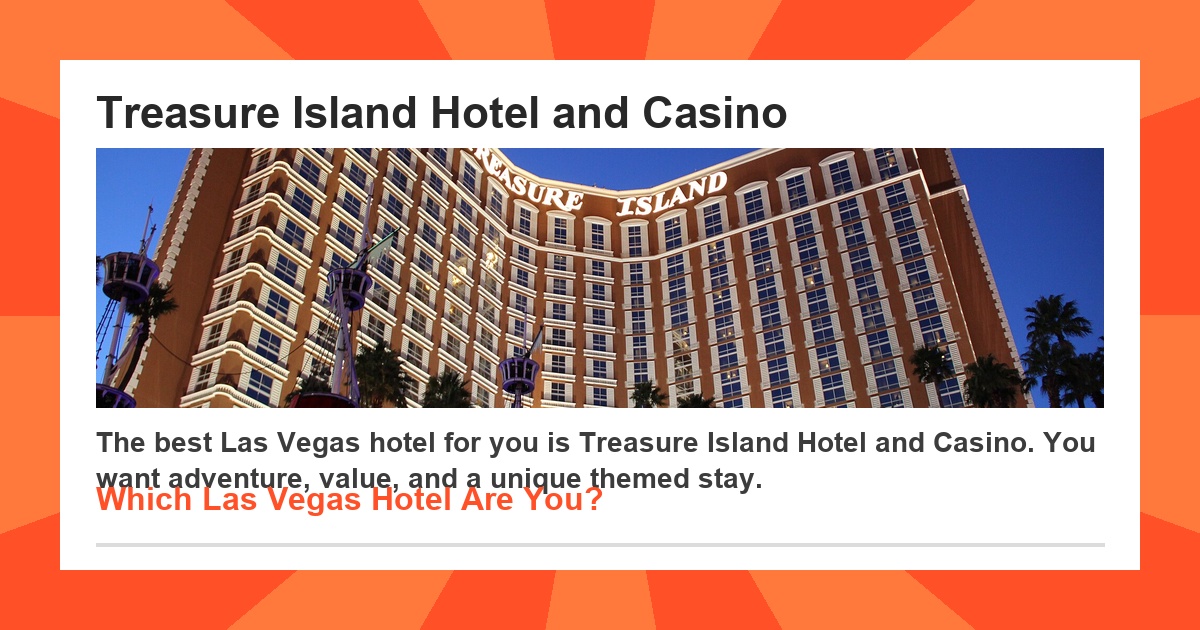 Treasure Island Hotel and Casino
TREASURE ISLAND
The best Las Vegas hotel for you is Treasure Island Hotel and Casino. You
want adventure, value, and a unique themed stay.
Which Las Vegas Hotel Are You?